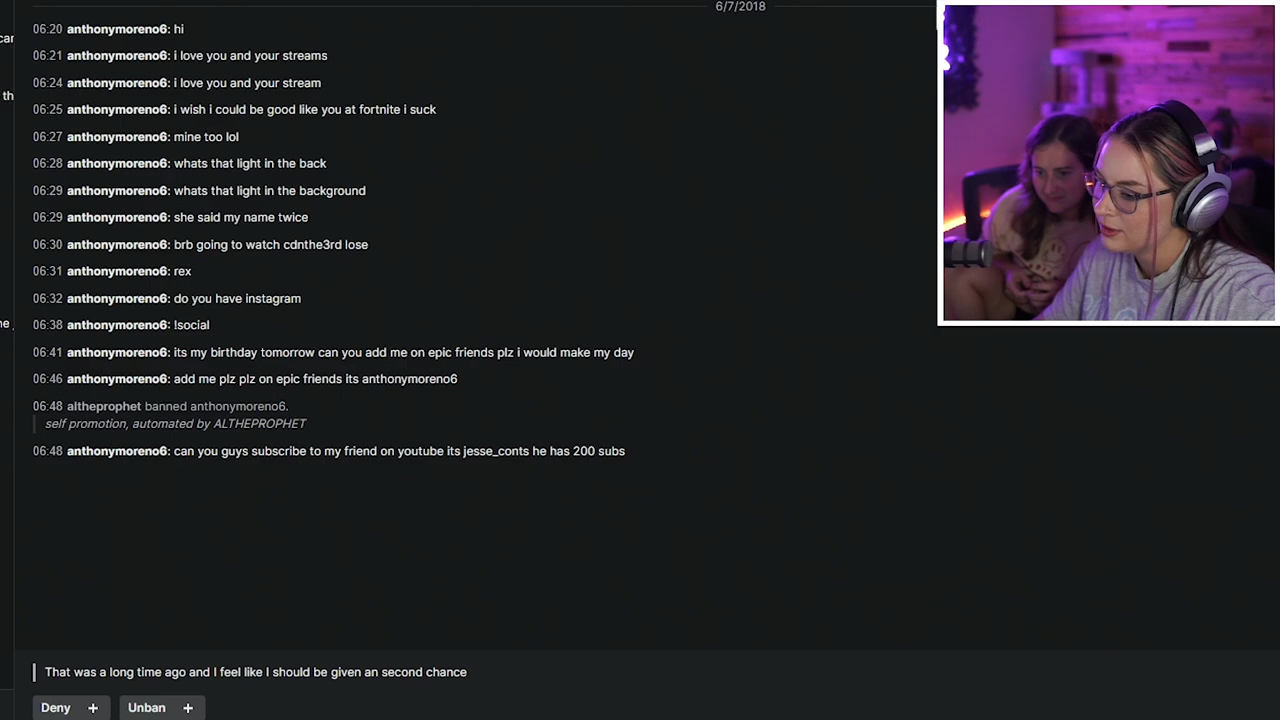 6/7/2018
06:20 anthonymoreno6: hi
06:21 anthonymoreno6: i love you and your streams
06:24 anthonymoreno6: i love you and your stream
06:25 anthonymoreno6: i wish i could be good like you at fortnite i suck
06:27 anthonymoreno6: mine too lol
06:28 anthonymoreno6: whats that light in the back
06:29 anthonymoreno6: whats that light in the background
06:29 anthonymoreno6: she said my name twice
06:30 anthonymoreno6: brb going to watch cdnthe3rd lose
06:31 anthonymoreno6: rex
06:32 anthonymoreno6: do you have instagram
06:38 anthonymoreno6: !social
06:41 anthonymoreno6: its my birthday tomorrow can you add me on epic friends plz i would make my day
06:46 anthonymoreno6: add me plz plz on epic friends its anthonymoreno6
06:48 altheprophet banned anthonymoreno6.
self promotion, automated by ALTHEPROPHET
06:48 anthonymoreno6: can you guys subscribe to my friend on youtube its jesse_conts he has 200 subs
That was a long time ago and I feel like I should be given an second chance
Deny + Unban +